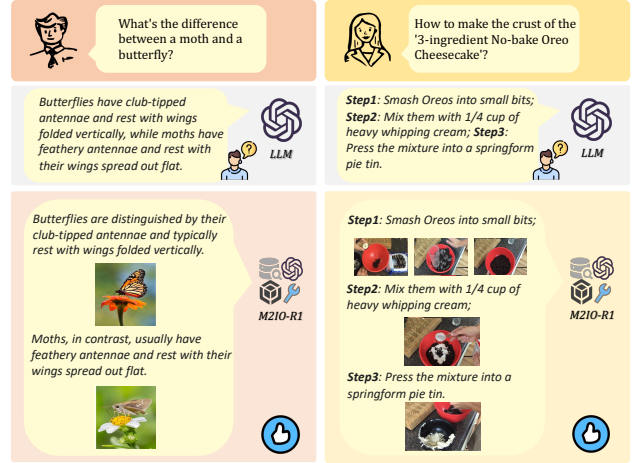 What's the difference
between a moth and a
butterfly?
How to make the crust of the
'3-ingredient No-bake Oreo
Cheesecake'?
Butterflies have club-tipped
antennae and rest with wings
folded vertically, while moths have
feathery antennae and rest with
their wings spread out flat.
LLM
Step1: Smash Oreos into small bits;
Step2: Mix them with 1/4 cup of
heavy whipping cream; Step3:
Press the mixture into a springform
pie tin.
LLM
Butterflies are distinguished by their
club-tipped antennae and typically
rest with wings folded vertically.
Moths, in contrast, usually have
feathery antennae and rest with their
wings spread out flat.
M2IO-R1
Step1: Smash Oreos into small bits;
Step2: Mix them with 1/4 cup of
heavy whipping cream;
Step3: Press the mixture into a
springform pie tin.
M2IO-R1